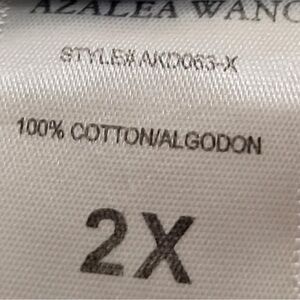 AZALEA WANG
STYLE# AKD063-X
100% COTTON/ALGODON
2X